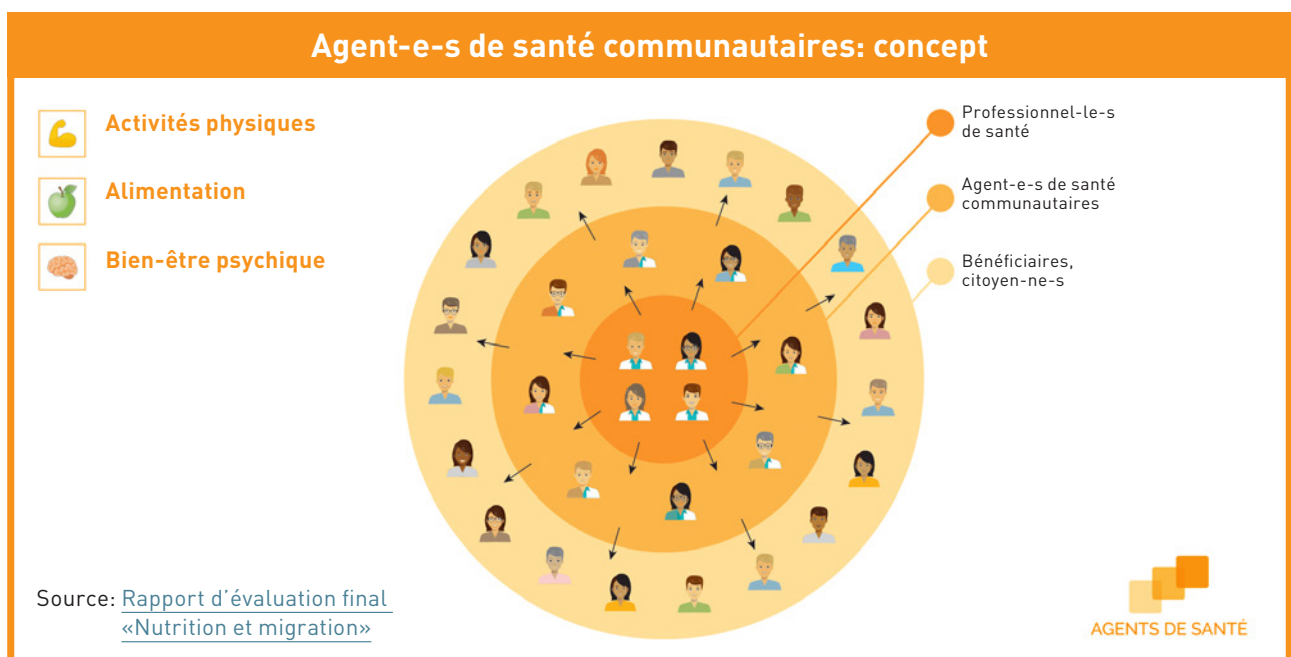 Agent-e-s de santé communautaires: concept
Activités physiques
Alimentation
Bien-être psychique
Professionnel-le-s
de santé
Agent-e-s de santé
communautaires
Bénéficiaires,
citoyen-ne-s
Source: Rapport d’évaluation final
«Nutrition et migration»
AGENTS DE SANTÉ